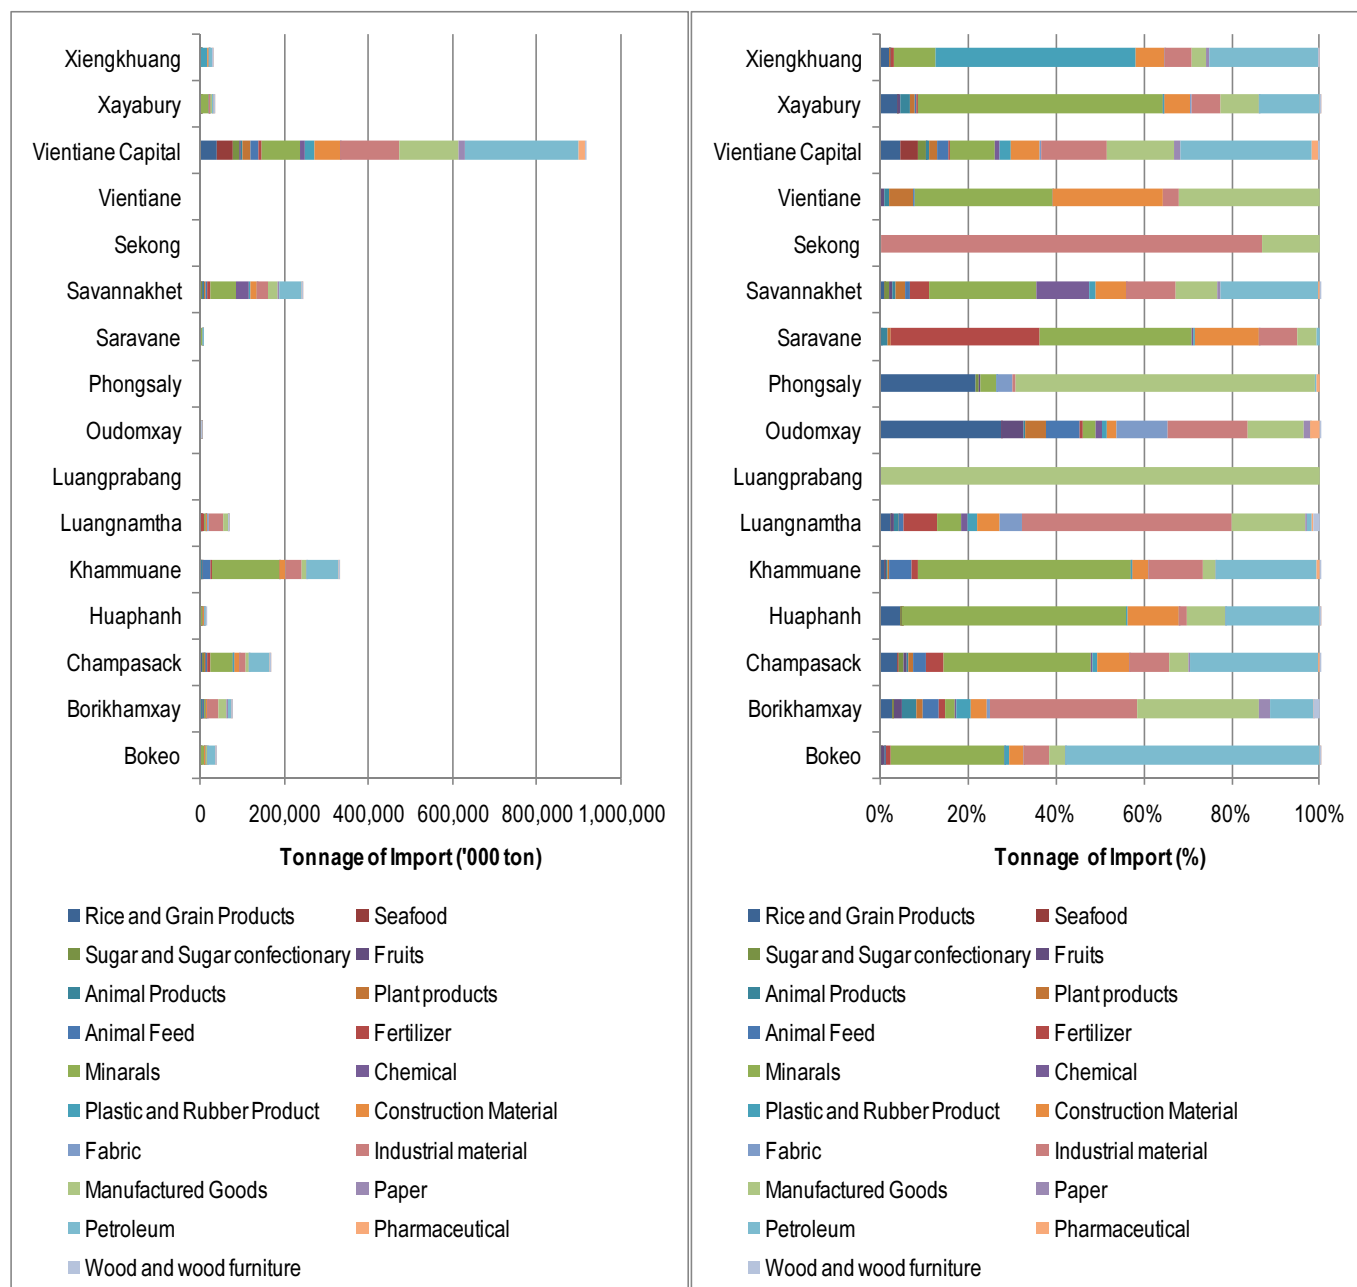 Xiengkhuang
Xayabury
Vientiane Capital
Vientiane
Sekong
Savannakhet
Saravane
Phongsaly
Oudomxay
Luangprabang
Luangnamtha
Khammuane
Huaphanh
Champasack
Borikhamxay
Bokeo
0 200,000 400,000 600,000 800,000 1,000,000
Tonnage of Import ('000 ton)
Rice and Grain Products Seafood
Sugar and Sugar confectionary Fruits
Animal Products Plant products
Animal Feed Fertilizer
Minarals Chemical
Plastic and Rubber Product Construction Material
Fabric Industrial material
Manufactured Goods Paper
Petroleum Pharmaceutical
Wood and wood furniture
Xiengkhuang
Xayabury
Vientiane Capital
Vientiane
Sekong
Savannakhet
Saravane
Phongsaly
Oudomxay
Luangprabang
Luangnamtha
Khammuane
Huaphanh
Champasack
Borikhamxay
Bokeo
0% 20% 40% 60% 80% 100%
Tonnage of Import (%)
Rice and Grain Products Seafood
Sugar and Sugar confectionary Fruits
Animal Products Plant products
Animal Feed Fertilizer
Minarals Chemical
Plastic and Rubber Product Construction Material
Fabric Industrial material
Manufactured Goods Paper
Petroleum Pharmaceutical
Wood and wood furniture